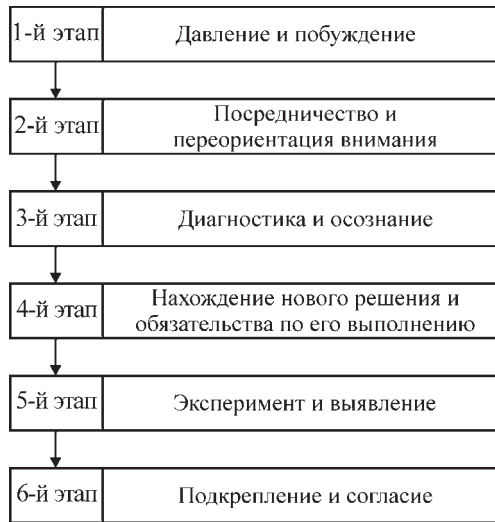 1-й этап
Давление и побуждение
2-й этап
Посредничество и
переориентация внимания
3-й этап
Диагностика и осознание
4-й этап
Нахождение нового решения и
обязательства по его выполнению
5-й этап
Эксперимент и выявление
6-й этап
Подкрепление и согласие